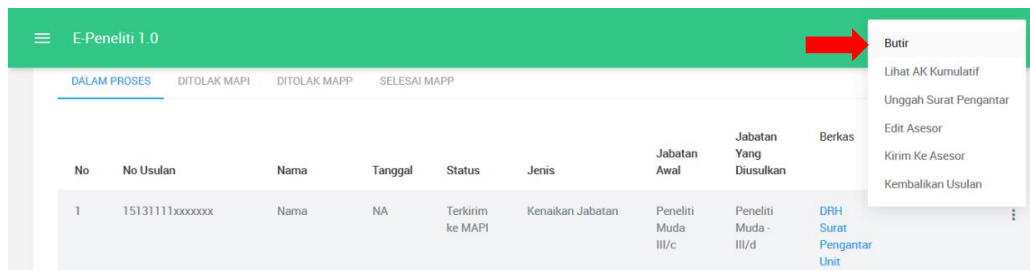 E-Peneliti 1.0
Butir
Lihat AK Kumulatif
Unggah Surat Pengantar
Edit Asesor
Kirim Ke Asesor
Kembalikan Usulan
DALAM PROSES DITOLAK MAPI DITOLAK MAPP SELESAI MAPP
No No Usulan Nama Tanggal Status Jenis Jabatan Awal Jabatan Yang Diusulkan Berkas
1 15131111xxxxxxx Nama NA Terkirim Kenaikan Jabatan Peneliti Peneliti DRH
ke MAPI Muda Muda - Surat
III/c III/d Pengantar
Unit